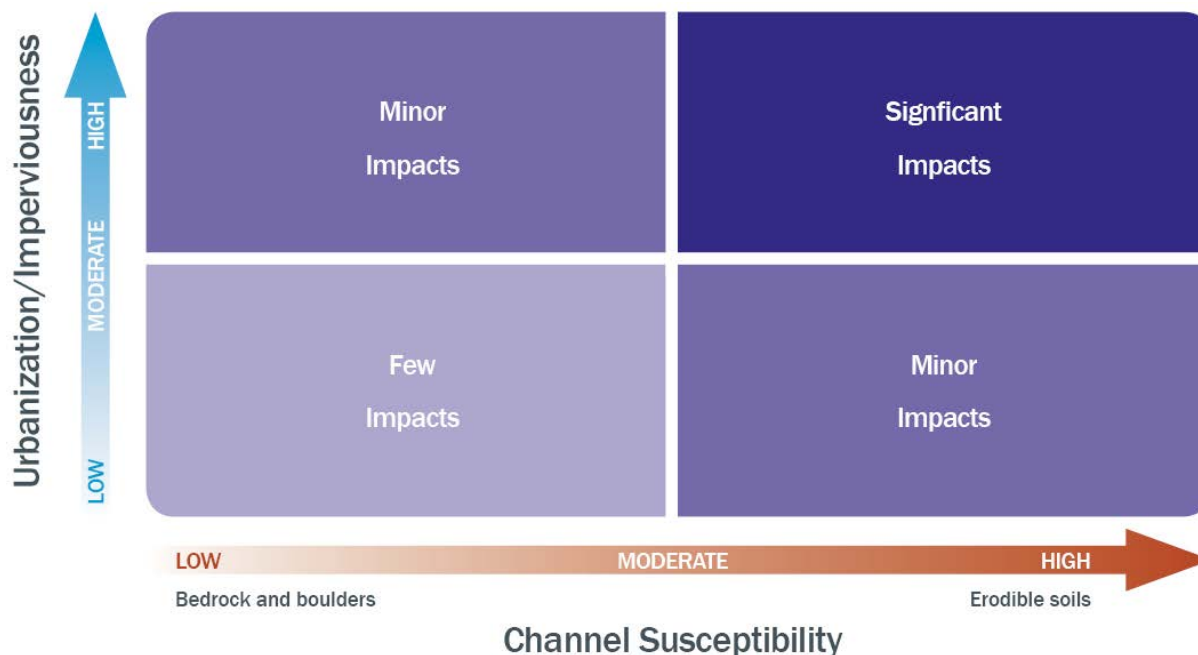 Urbanization/Imperviousness
HIGH
MODERATE
LOW
Minor
Impacts
Signficant
Impacts
Few
Impacts
Minor
Impacts
LOW
MODERATE
HIGH
Bedrock and boulders
Erodible soils
Channel Susceptibility